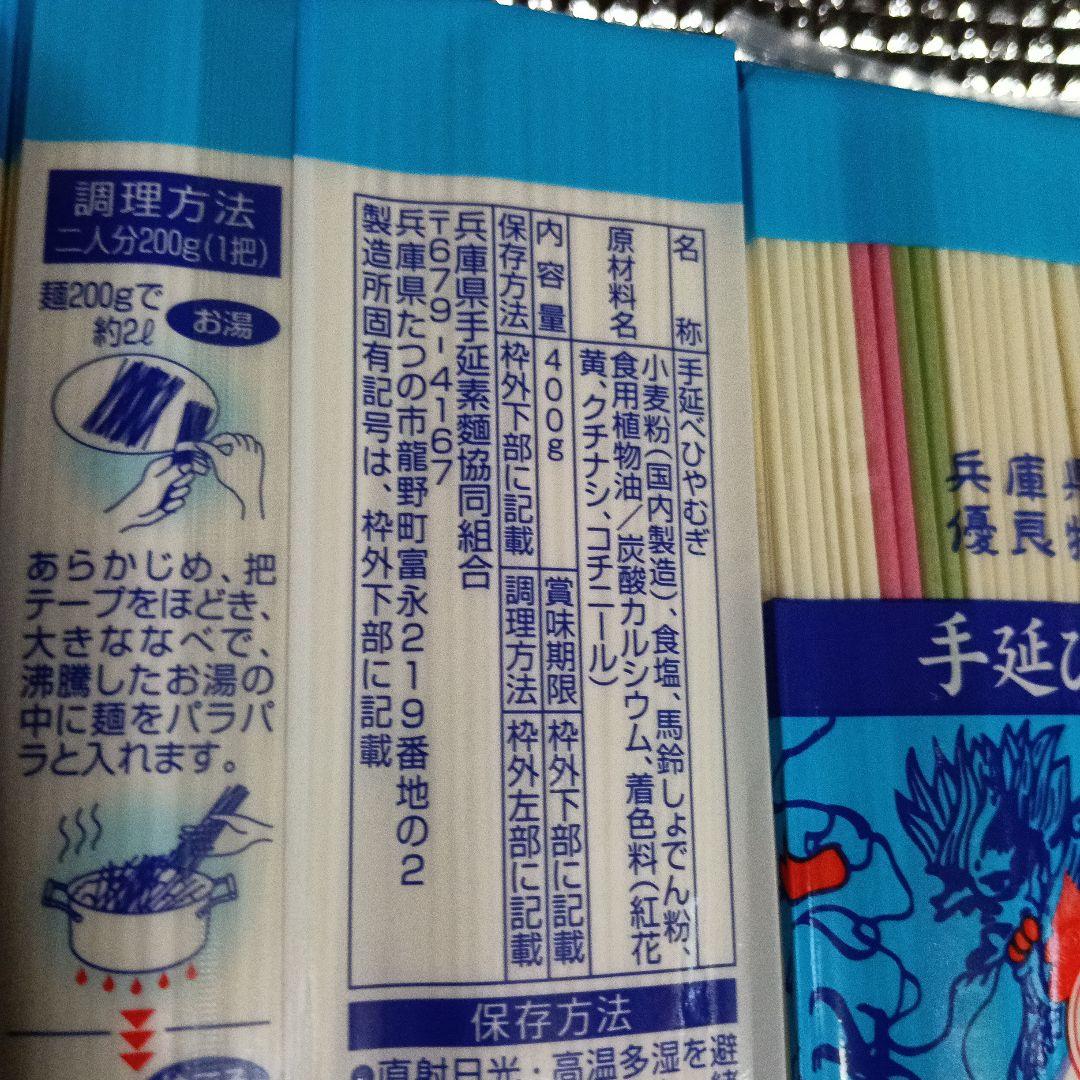 調理方法
二人分200g(1把)
麺200gで
約2ℓ
お湯
あらかじめ、把
テープをほどき、
大きななべで、
沸騰したお湯の
中に麺をパラパ
ラと入れます。
名称
手延べひやむぎ
原材料名
小麦粉(国内製造)、食塩、馬鈴しょでん粉、
食用植物油/炭酸カルシウム、着色料(紅花
黄、クチナシ、コチニール)
内容量
400g
賞味期限
枠外下部に記載
保存方法
枠外下部に記載
調理方法
枠外左部に記載
兵庫県手延素麺協同組合
〒679-4167
兵庫県たつの市龍野町富永219番地の2
製造所固有記号は、枠外下部に記載
保存方法
●直射日光・高温多湿を避
兵庫県
優良
手延ひ